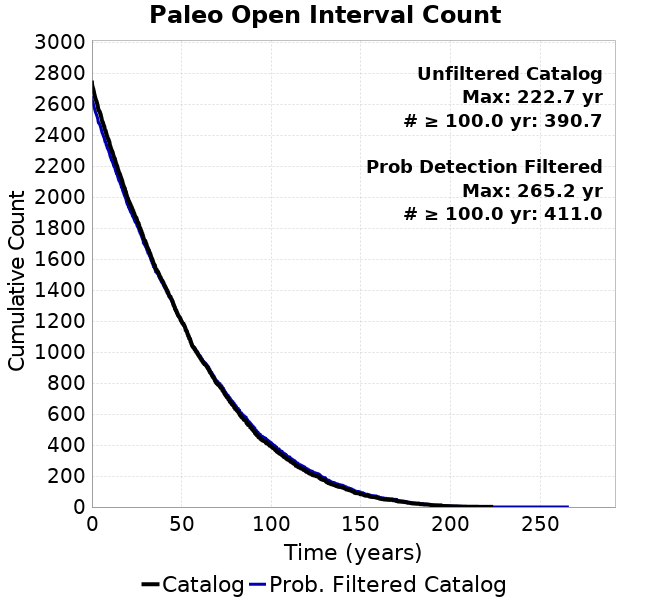 Paleo Open Interval Count
3000
2800
2600
2400
2200
2000
1800
1600
1400
1200
1000
800
600
400
200
0
Cumulative Count
Unfiltered Catalog
Max: 222.7 yr
# ≥ 100.0 yr: 390.7
Prob Detection Filtered
Max: 265.2 yr
# ≥ 100.0 yr: 411.0
0 50 100 150 200 250
Time (years)
Catalog Prob. Filtered Catalog